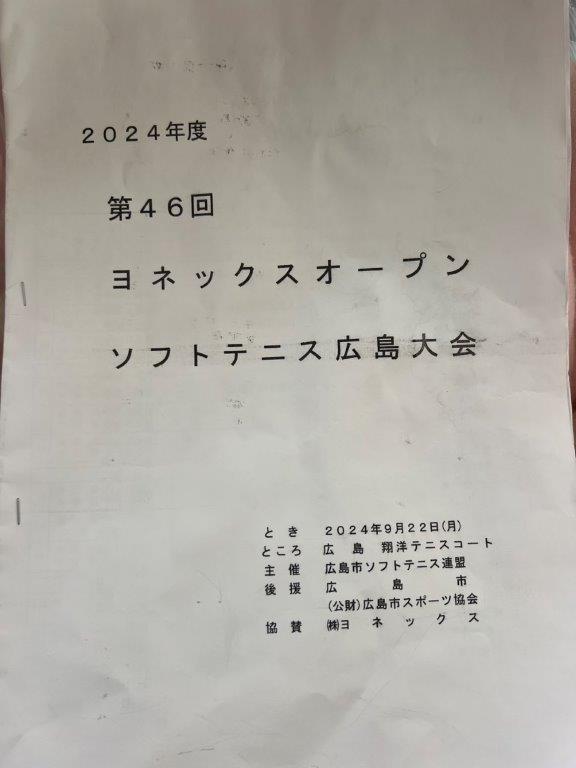 ２０２４年度
第４６回
ヨネックスオープン
ソフトテニス広島大会
とき ２０２４年９月２２日(月)
ところ 広島 翔洋テニスコート
主催 広島市ソフトテニス連盟
後援 広島市
(公財)広島市スポーツ協会
協賛 ㈱ヨネックス